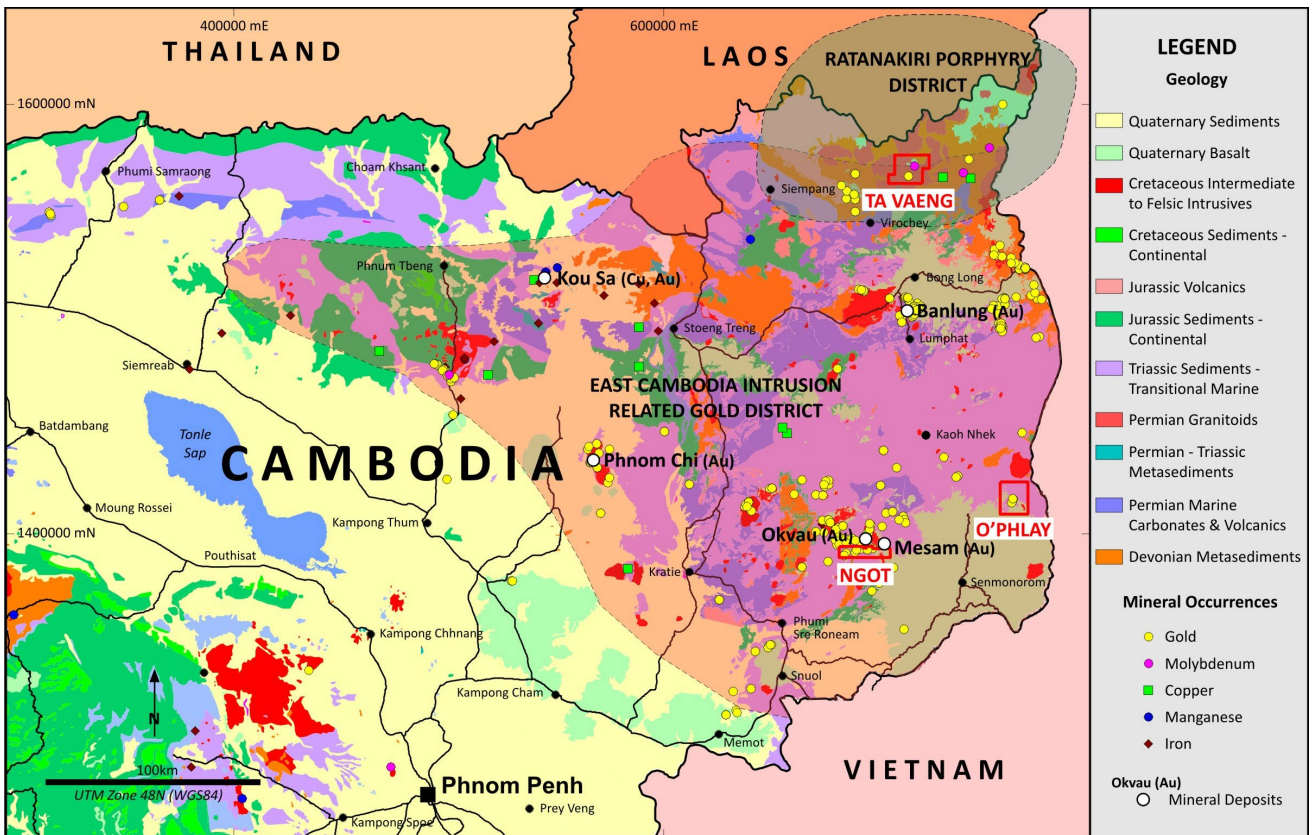 400000 mE
600000 mE
THAILAND
LAOS
RATANAKIRI PORPHYRY
DISTRICT
1600000 mN
Phumi Samraong
Choam Khsant
Siempang
TA VAENG
Virochey
Phnum Tbeng
Kou Sa (Cu, Au)
Bong Long
Banlung (Au)
Stoeng Treng
Lumphat
Siemreab
EAST CAMBODIA INTRUSION
RELATED GOLD DISTRICT
Batdambang
Tonle
Sap
CAMBODIA
Kaoh Nhek
Phnom Chi (Au)
Moung Rossei
Kampong Thum
O'PHLAY
1400000 mN
Okvau (Au)
Mesam (Au)
NGOT
Pouthisat
Kratie
Senmonorom
Kampong Chhnang
Phumi
Sre Roneam
Snuol
Kampong Cham
N
Memot
100km
UTM Zone 48N (WGS84)
Phnom Penh
Prey Veng
Kampong Spoe
VIETNAM
LEGEND
Geology
Quaternary Sediments
Quaternary Basalt
Cretaceous Intermediate
to Felsic Intrusives
Cretaceous Sediments -
Continental
Jurassic Volcanics
Jurassic Sediments -
Continental
Triassic Sediments -
Transitional Marine
Permian Granitoids
Permian - Triassic
Metasediments
Permian Marine
Carbonates & Volcanics
Devonian Metasediments
Mineral Occurrences
Gold
Molybdenum
Copper
Manganese
Iron
Okvau (Au)
Mineral Deposits